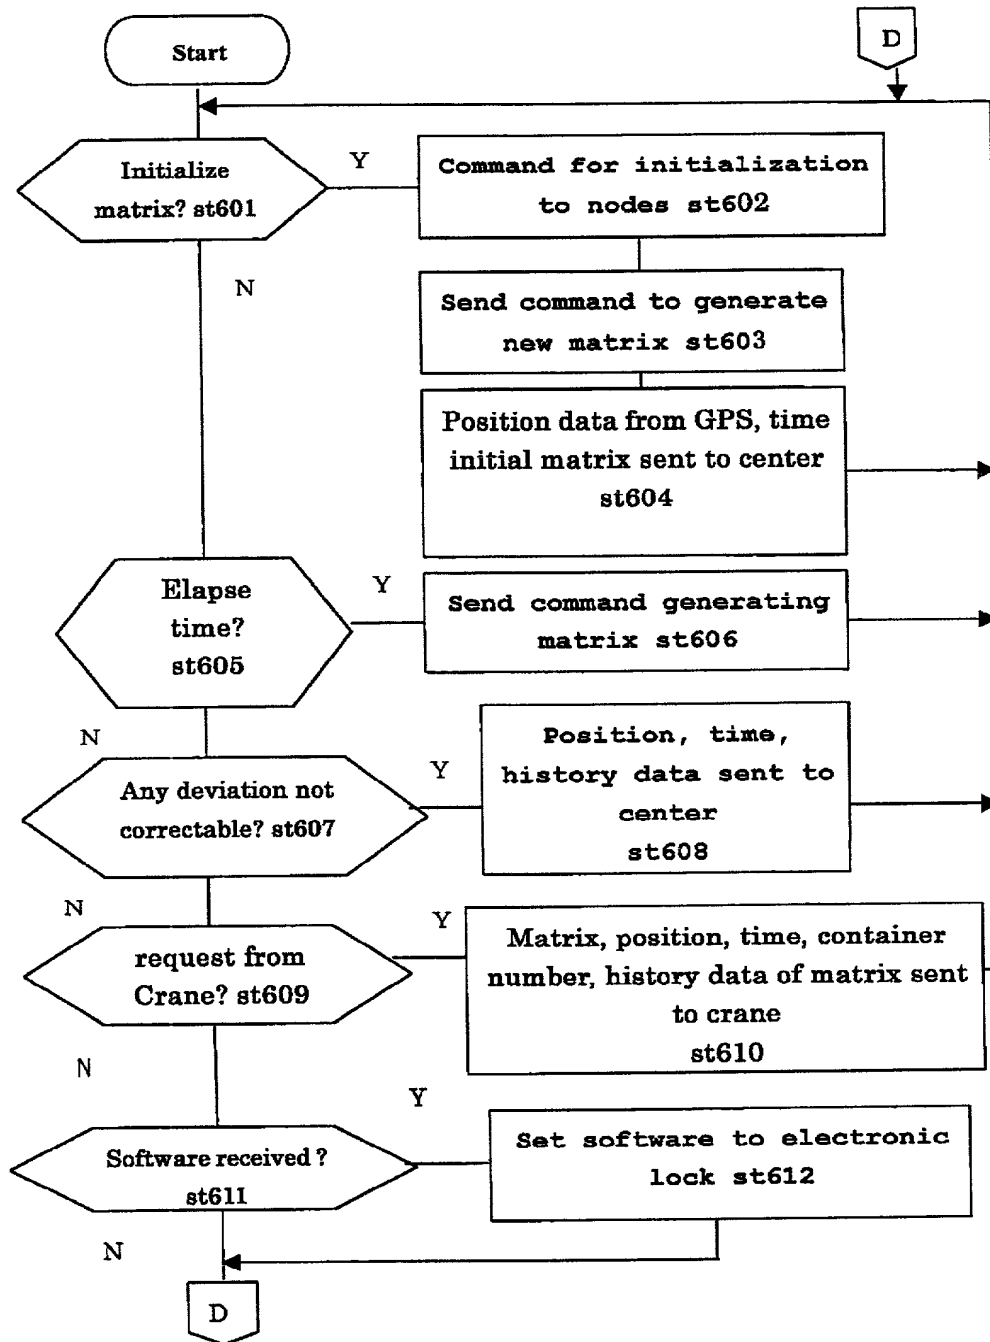 Start
D
Initialize
matrix? st601
Y
Command for initialization
to nodes st602
N
Send command to generate
new matrix st603
Position data from GPS, time
initial matrix sent to center
st604
Elapse
time?
st605
Y
Send command generating
matrix st606
N
Any deviation not
correctable? st607
Y
Position, time,
history data sent to
center
st608
N
request from
Crane? st609
Y
Matrix, position, time, container
number, history data of matrix sent
to crane
st610
N
Software received ?
st611
Y
Set software to electronic
lock st612
N
D